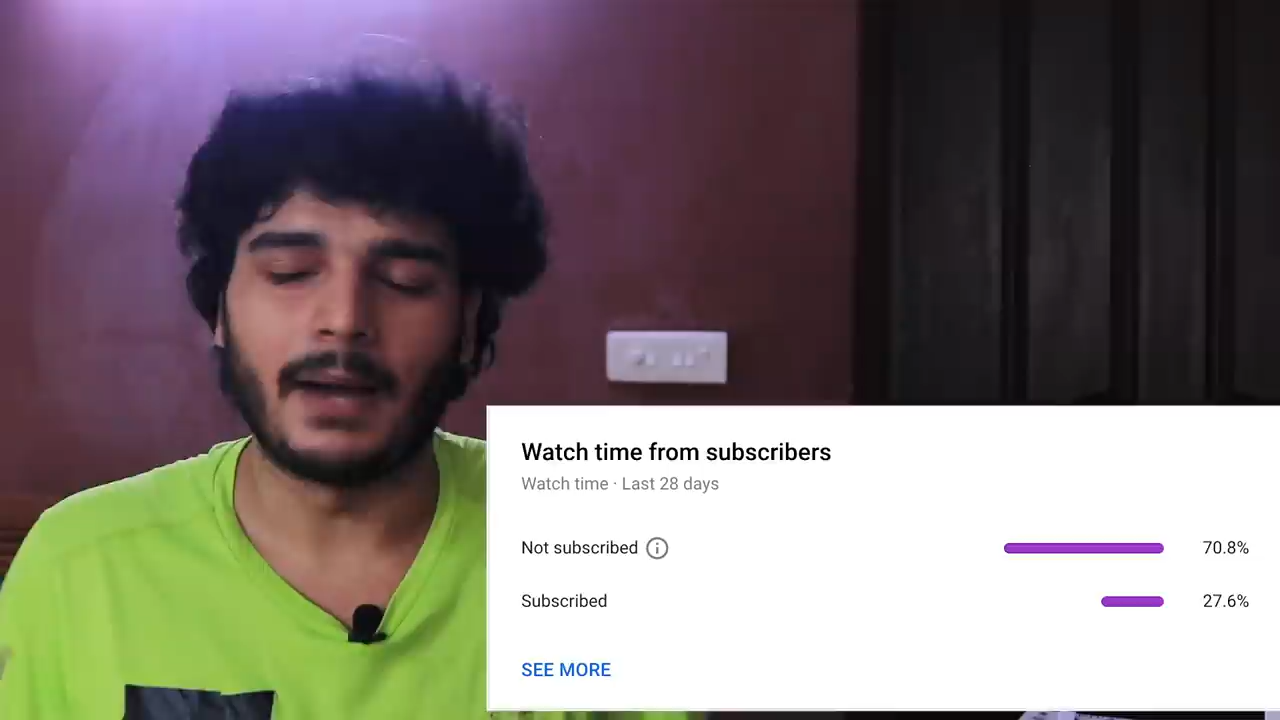 Watch time from subscribers
Watch time · Last 28 days
Not subscribed 70.8%
Subscribed 27.6%
SEE MORE